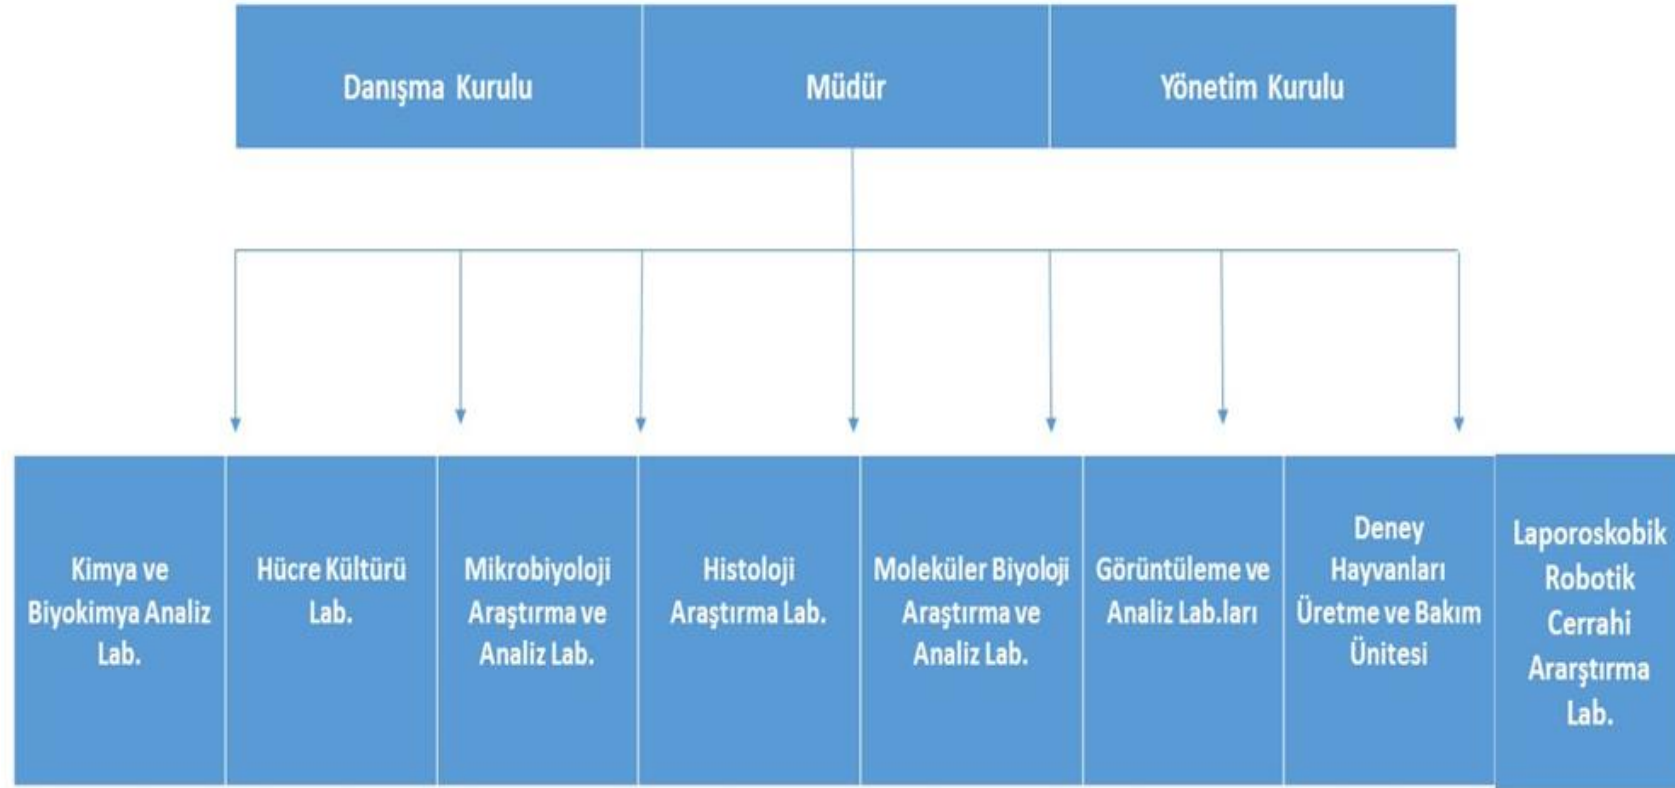 Danışma Kurulu
Müdür
Yönetim Kurulu
Kimya ve
Biyokimya Analiz
Lab.
Hücre Kültürü
Lab.
Mikrobiyoloji
Araştırma ve
Analiz Lab.
Histoloji
Araştırma Lab.
Moleküler Biyoloji
Araştırma ve
Analiz Lab.
Görüntüleme ve
Analiz Lab.ları
Deney
Hayvanları
Üretme ve Bakım
Ünitesi
Laporoskobik
Robotik
Cerrahi
Ararştırma
Lab.